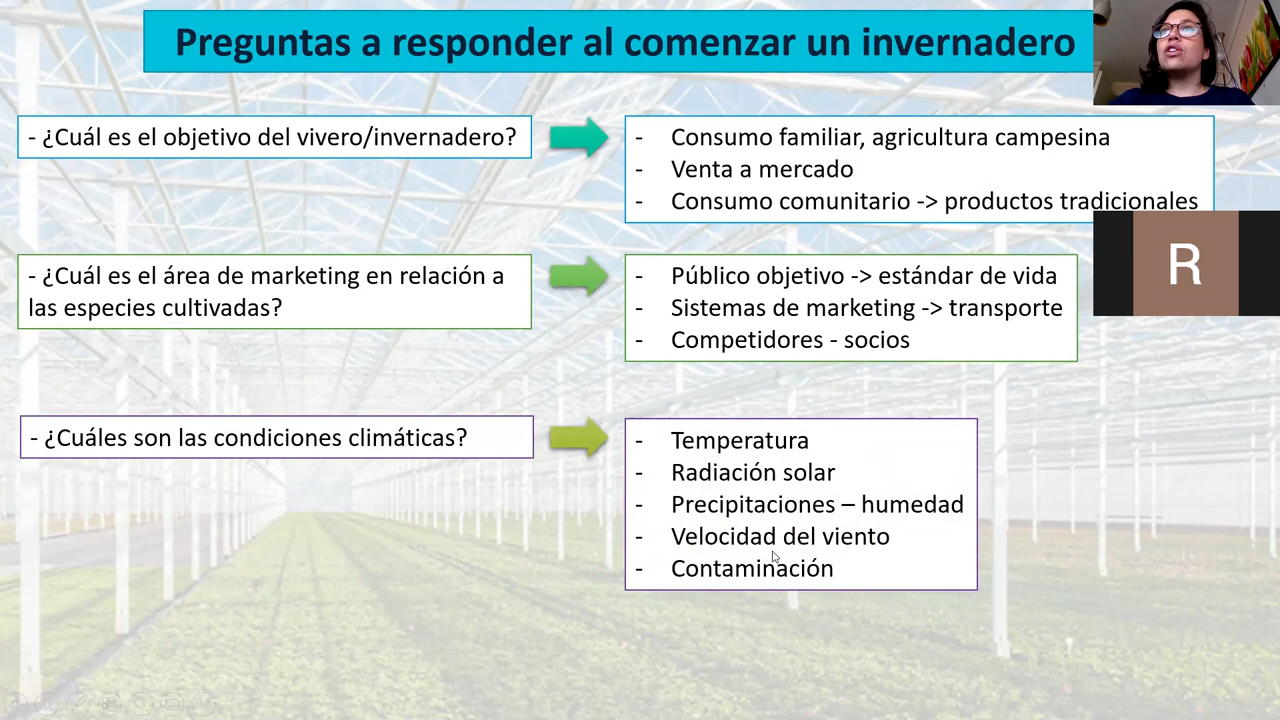 Preguntas a responder al comenzar un invernadero
- ¿Cuál es el objetivo del vivero/invernadero?
- Consumo familiar, agricultura campesina
- Venta a mercado
- Consumo comunitario -> productos tradicionales
R
- ¿Cuál es el área de marketing en relación a
las especies cultivadas?
- Público objetivo -> estándar de vida
- Sistemas de marketing -> transporte
- Competidores - socios
- ¿Cuáles son las condiciones climáticas?
- Temperatura
- Radiación solar
- Precipitaciones – humedad
- Velocidad del viento
- Contaminación